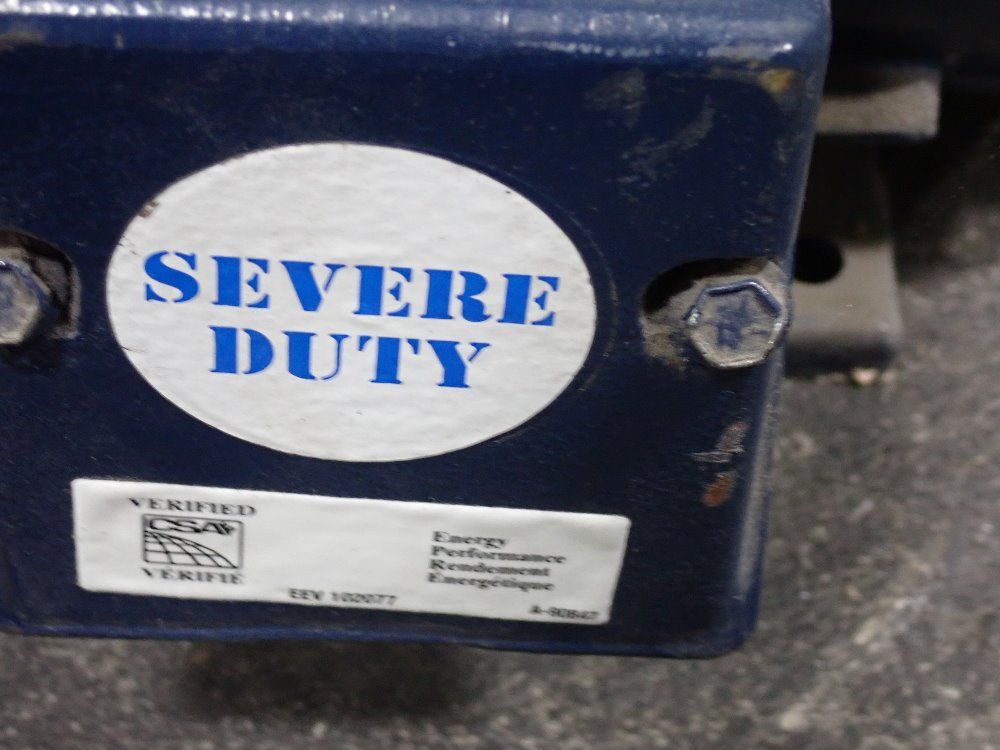 SEVERE
DUTY
VERIFIED
CSA
VÉRIFIÉ
Energy
Performance
Rendement
Énergétique
EEV 102077
A-90847